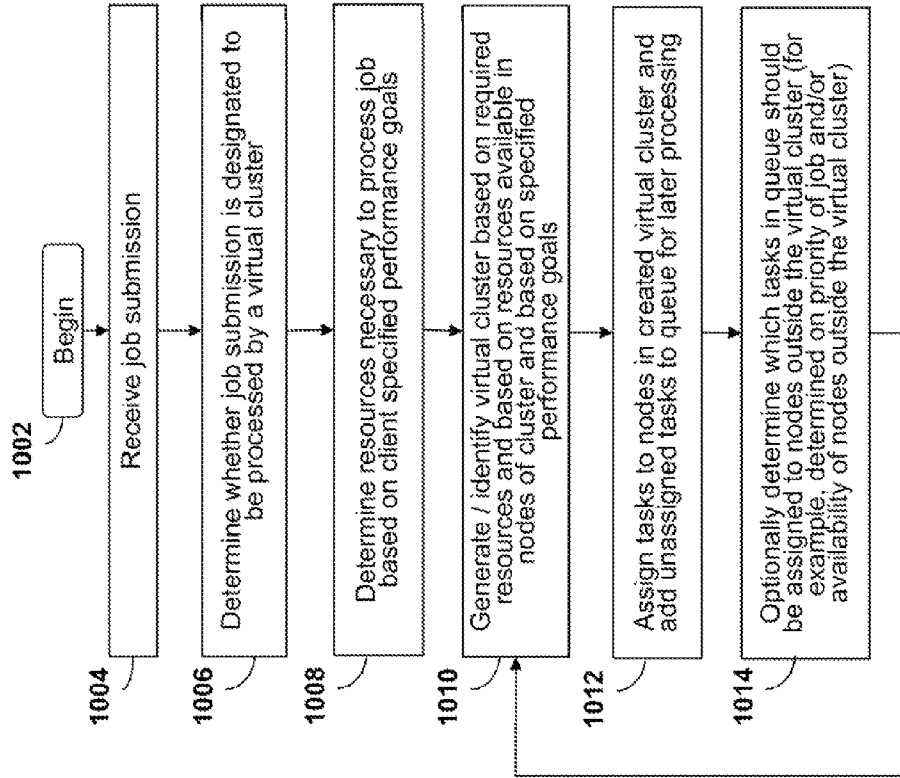 1002
Begin
1004
Receive job submission
1006
Determine whether job submission is designated to
be processed by a virtual cluster
1008
Determine resources necessary to process job
based on client specified performance goals
1010
Generate / identify virtual cluster based on required
resources and based on resources available in
nodes of cluster and based on specified
performance goals
1012
Assign tasks to nodes in created virtual cluster and
add unassigned tasks to queue for later processing
1014
Optionally determine which tasks in queue should
be assigned to nodes outside the virtual cluster (for
example, determined on priority of job and/or
availability of nodes outside the virtual cluster)